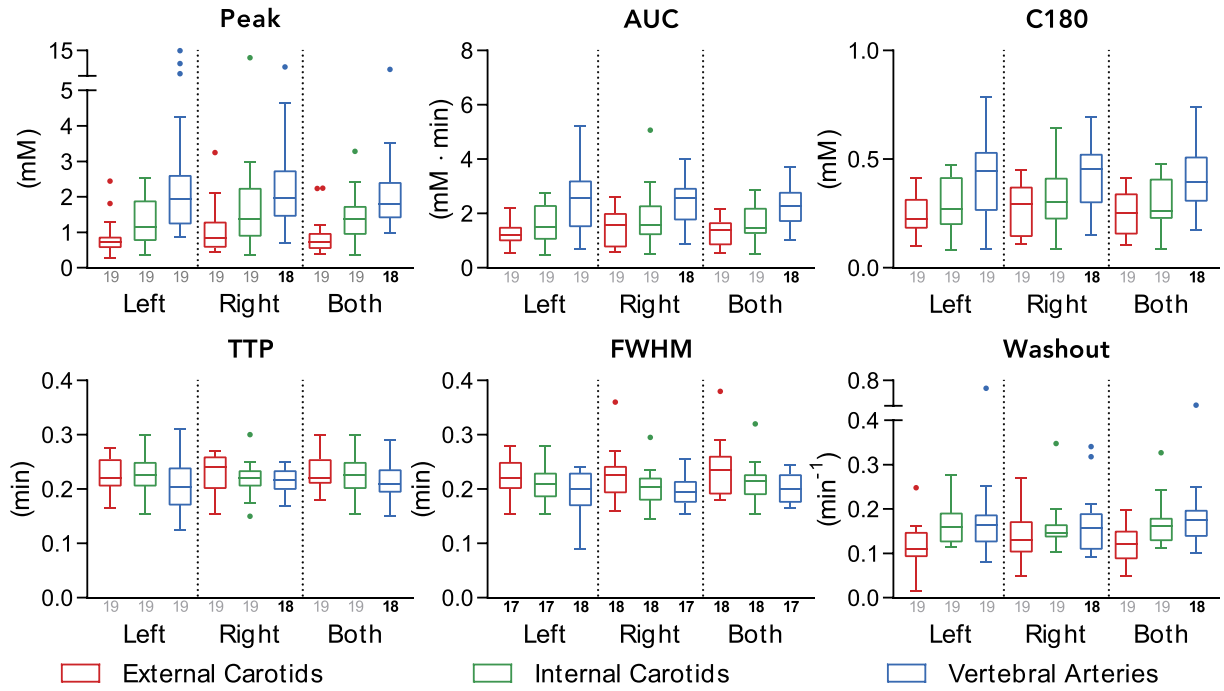 Peak AUC C180
15 5 4 3 2 1 0 (mM)
8 6 4 2 0 (mM · min)
1.0 0.5 0.0 (mM)
19 19 19 19 19 18 19 19 18
19 19 19 19 19 18 19 19 18
19 19 19 19 19 18 19 19 18
Left Right Both Left Right Both Left Right Both
TTP FWHM Washout
0.4 0.3 0.2 0.1 0.0 (min)
0.4 0.3 0.2 0.1 0.0 (min)
0.8 0.4 0.3 0.2 0.1 0.0 (min⁻¹)
19 19 19 19 19 18 19 19 18
17 17 18 18 18 17 18 18 17
19 19 19 19 19 18 19 19 18
Left Right Both Left Right Both Left Right Both
External Carotids Internal Carotids Vertebral Arteries